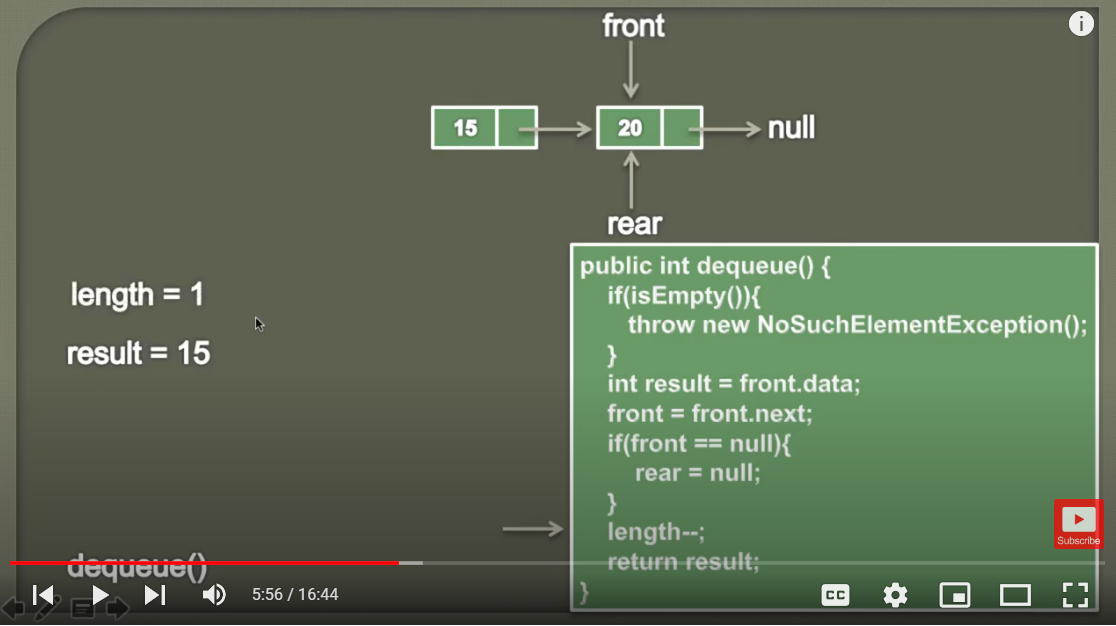 front
i
15
20
null
rear
public int dequeue() {
if(isEmpty()){
throw new NoSuchElementException();
}
int result = front.data;
front = front.next;
if(front == null){
rear = null;
}
length--;
return result;
}
length = 1
result = 15
dequeue()
Subscribe
5:56 / 16:44
CC